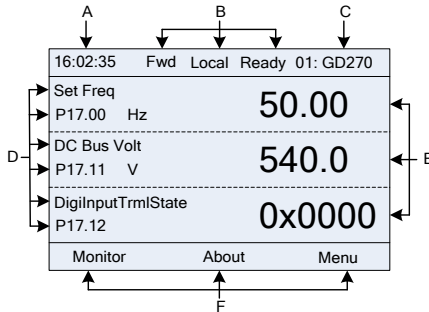 A B C
16:02:35 Fwd Local Ready 01: GD270
Set Freq
P17.00 Hz 50.00
DC Bus Volt
D P17.11 V 540.0 E
DigiInputTrmlState
P17.12 0x0000
Monitor About Menu
F